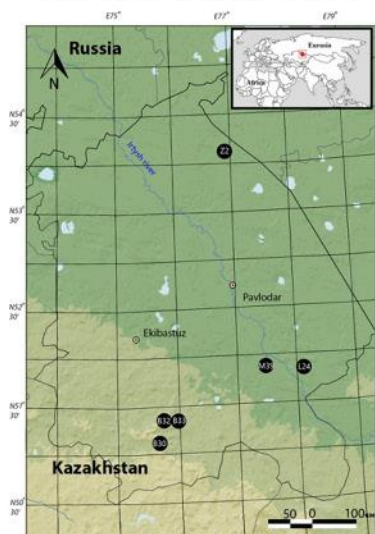 E75 E77 E79
Russia
Eurasia
Africa
N
N54
30'
Z2
Irtysh river
N53
30'
Pavlodar
N52
30'
Ekibastuz
M39 L24
N51
30'
B32 B33
B30
Kazakhstan
N50
30'
50 0 100 KM